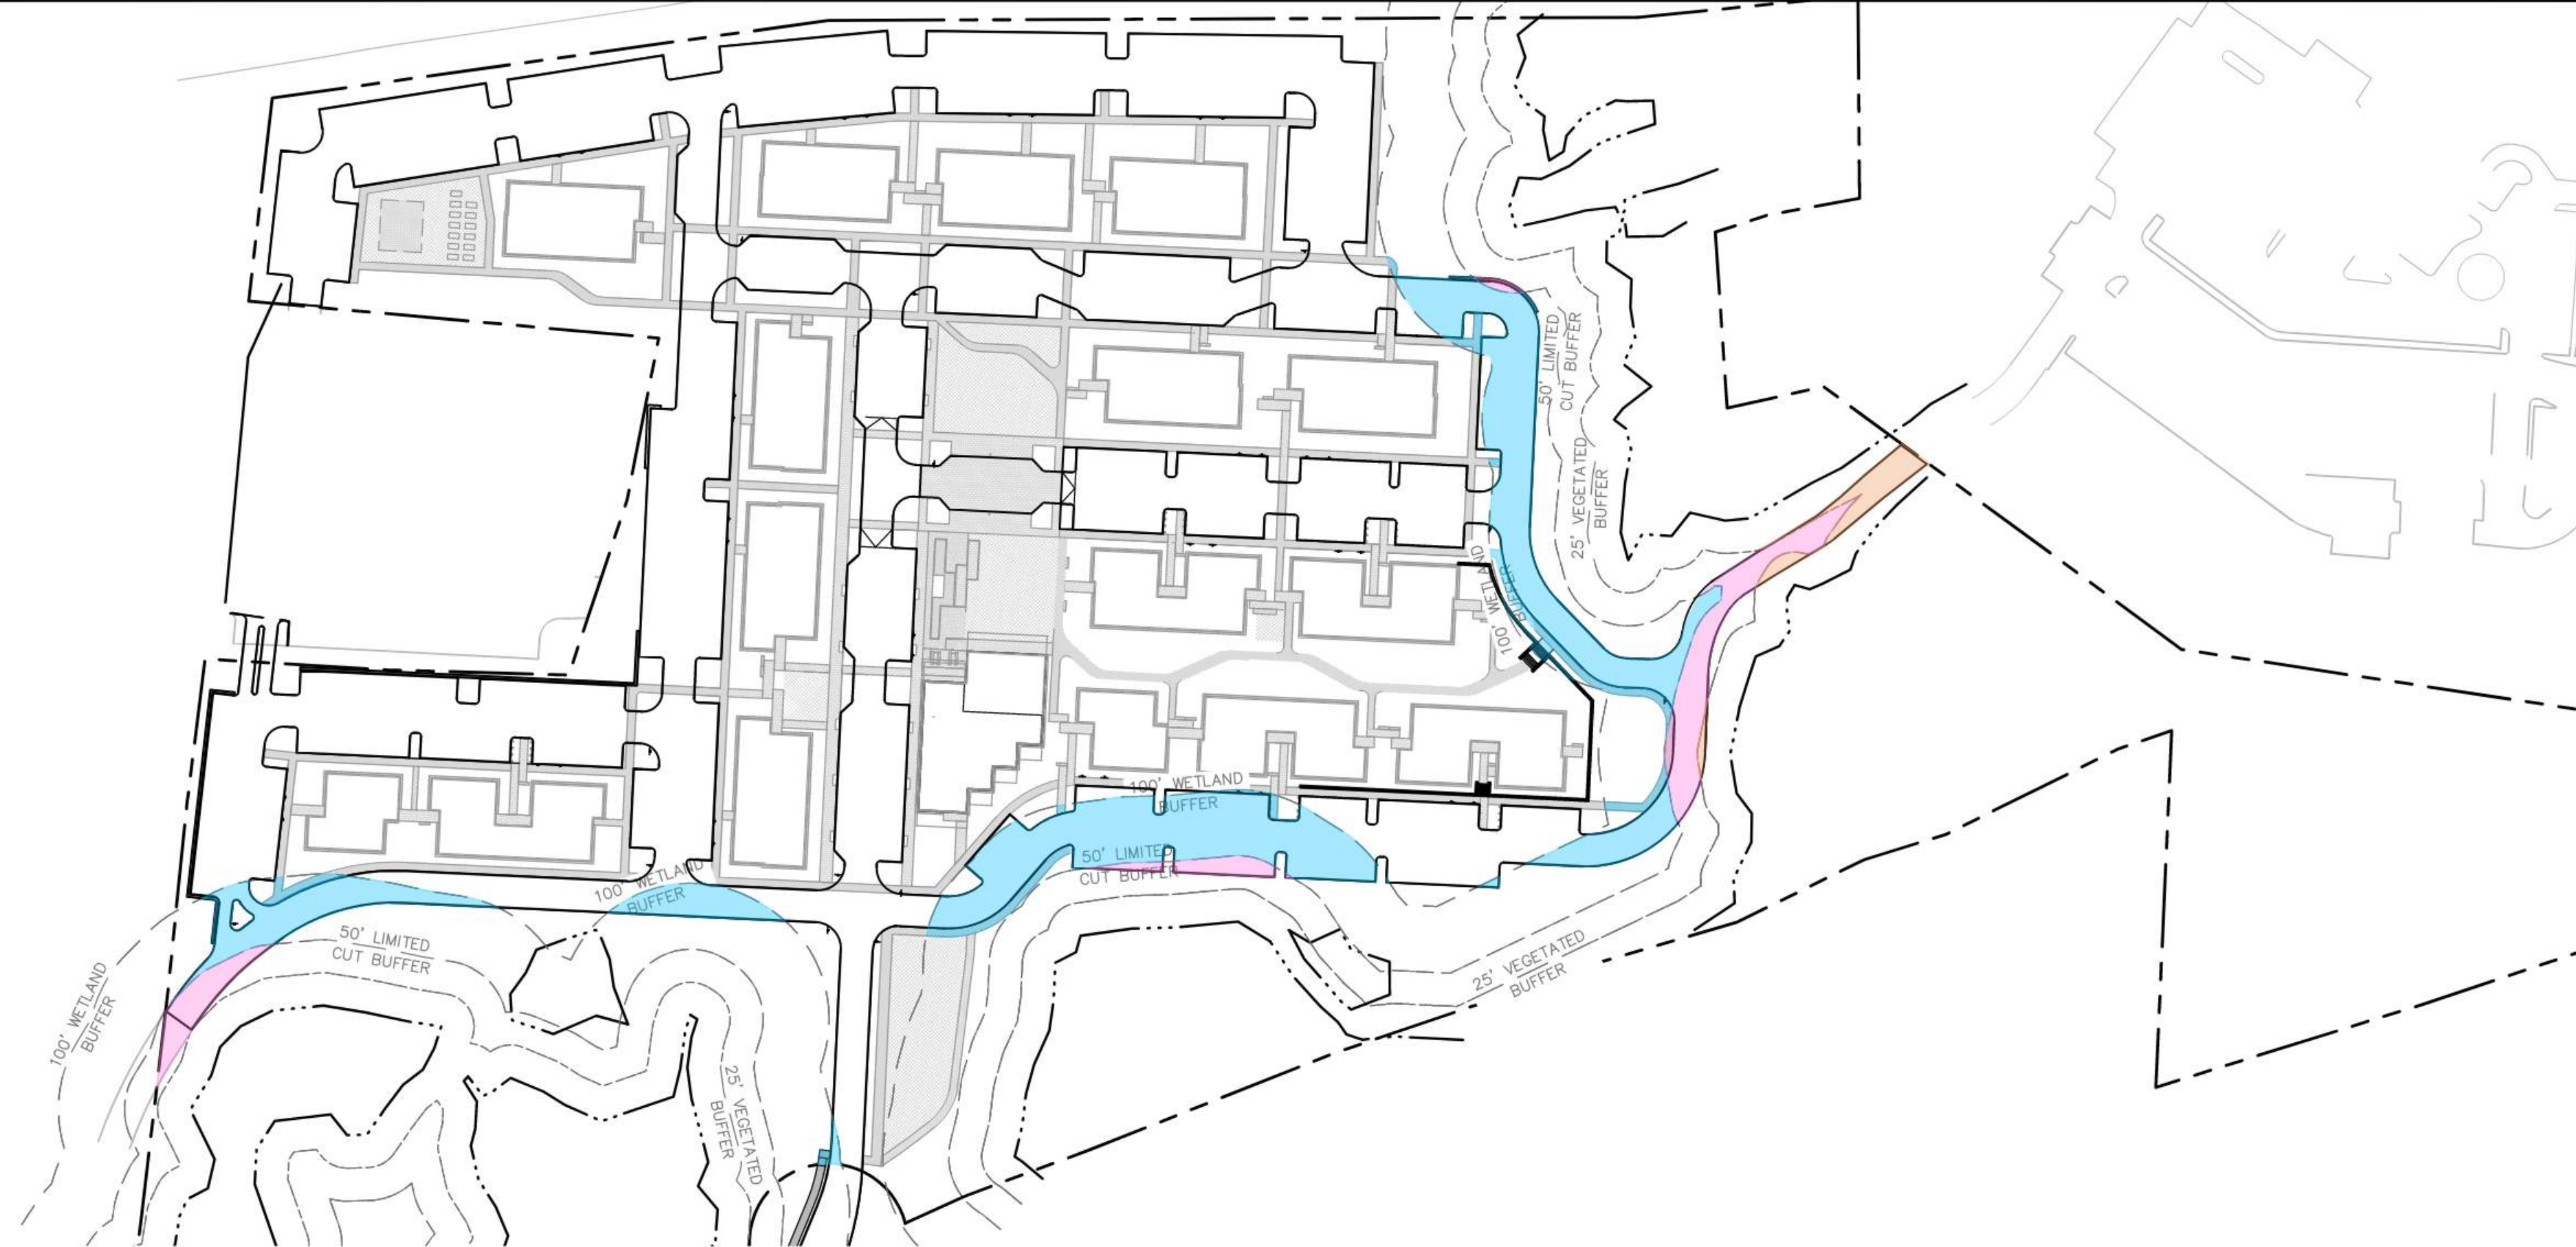 50' LIMITED
CUT BUFFER
25' VEGETATED
BUFFER
100' WETLAND
BUFFER
100' WETLAND
BUFFER
50' LIMITED
CUT BUFFER
100' WETLAND
BUFFER
50' LIMITED
CUT BUFFER
25' VEGETATED
BUFFER
100' WETLAND
BUFFER
25' VEGETATED
BUFFER